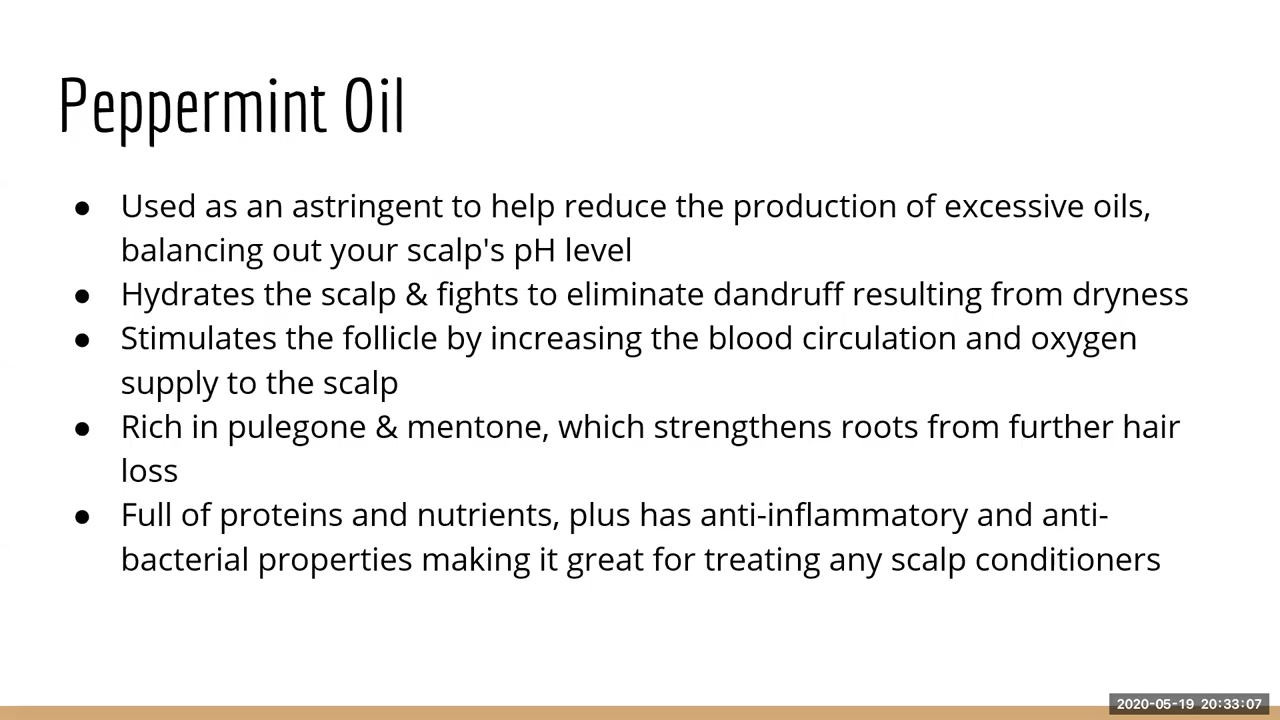 Peppermint Oil
● Used as an astringent to help reduce the production of excessive oils,
balancing out your scalp's pH level
● Hydrates the scalp & fights to eliminate dandruff resulting from dryness
● Stimulates the follicle by increasing the blood circulation and oxygen
supply to the scalp
● Rich in pulegone & mentone, which strengthens roots from further hair
loss
● Full of proteins and nutrients, plus has anti-inflammatory and anti-
bacterial properties making it great for treating any scalp conditioners
2020-05-19 20:33:07